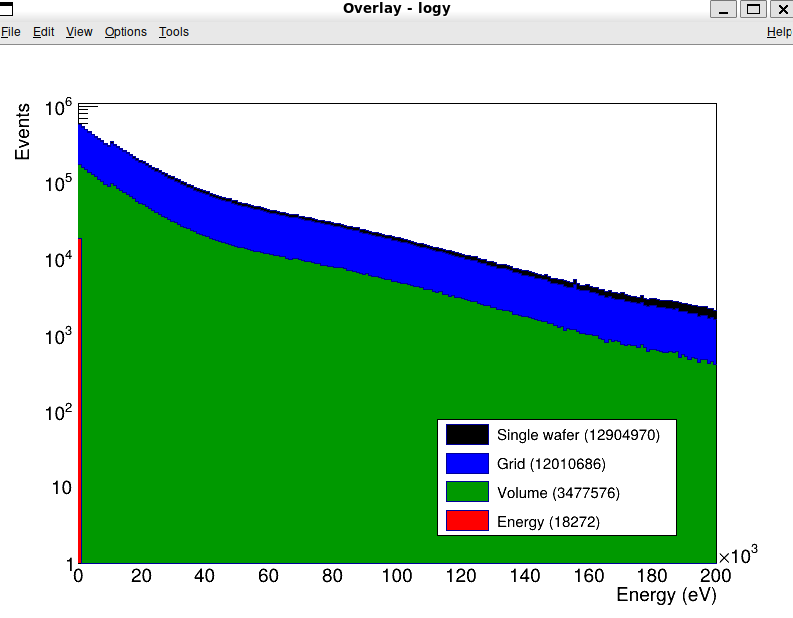 Overlay - logy
File Edit View Options Tools Help
Events
10^6
10^5
10^4
10^3
10^2
10
1
0 20 40 60 80 100 120 140 160 180 200
×10^3
Energy (eV)
Single wafer (12904970)
Grid (12010686)
Volume (3477576)
Energy (18272)